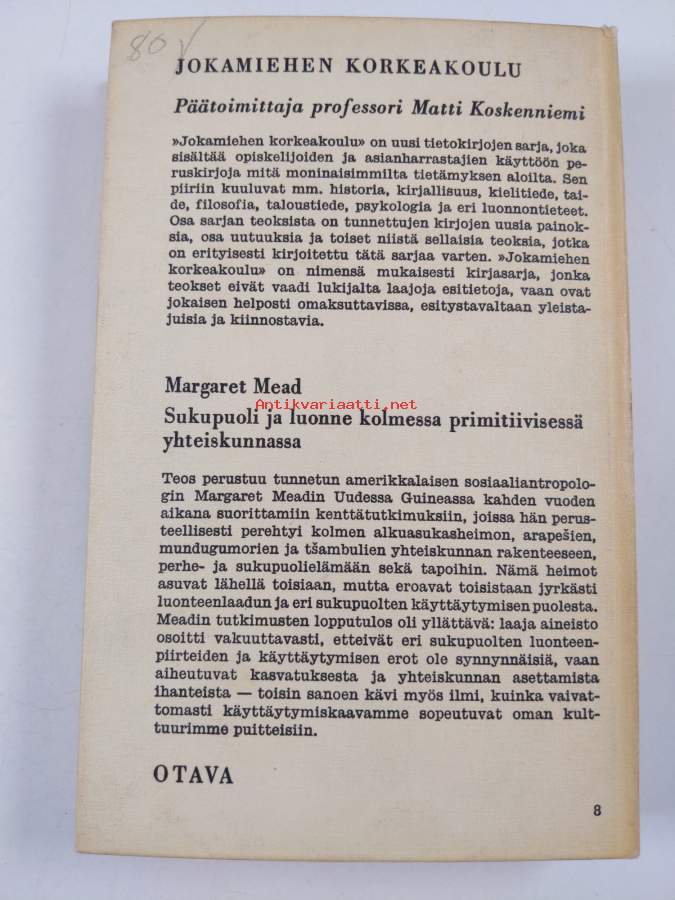 80
JOKAMIEHEN KORKEAKOULU
Päätoimittaja professori Matti Koskenniemi
»Jokamiehen korkeakoulu» on uusi tietokirjojen sarja, joka
sisältää opiskelijoiden ja asianharrastajien käyttöön pe-
ruskirjoja mitä moninaisimmilta tietämyksen aloilta. Sen
piiriin kuuluvat mm. historia, kirjallisuus, kielitiede, tai-
de, filosofia, taloustiede, psykologia ja eri luonnontieteet.
Osa sarjan teoksista on tunnettujen kirjojen uusia painok-
sia, osa uutuuksia ja toiset niistä sellaisia teoksia, jotka
on erityisesti kirjoitettu tätä sarjaa varten. »Jokamiehen
korkeakoulu» on nimensä mukaisesti kirjasarja, jonka
teokset eivät vaadi lukijalta laajoja esitietoja, vaan ovat
jokaisen helposti omaksuttavissa, esitystavaltaan yleista-
juisia ja kiinnostavia.
Margaret Mead
Antikvariaatti.net
Sukupuoli ja luonne kolmessa primitiivisessä
yhteiskunnassa
Teos perustuu tunnetun amerikkalaisen sosiaaliantropolo-
gin Margaret Meadin Uudessa Guineassa kahden vuoden
aikana suorittamiin kenttätutkimuksiin, joissa hän perus-
teellisesti perehtyi kolmen alkuasukasheimon, arapešien,
mundugumorien ja tšambulien yhteiskunnan rakenteeseen,
perhe- ja sukupuolielämään sekä tapoihin. Nämä heimot
asuvat lähellä toisiaan, mutta eroavat toisistaan jyrkästi
luonteenlaadun ja eri sukupuolten käyttäytymisen puolesta.
Meadin tutkimusten lopputulos oli yllättävä: laaja aineisto
osoitti vakuuttavasti, etteivät eri sukupuolten luonteen-
piirteiden ja käyttäytymisen erot ole synnynnäisiä, vaan
aiheutuvat kasvatuksesta ja yhteiskunnan asettamista
ihanteista — toisin sanoen kävi myös ilmi, kuinka vaivat-
tomasti käyttäytymiskaavamme sopeutuvat oman kult-
tuurimme puitteisiin.
OTAVA
8